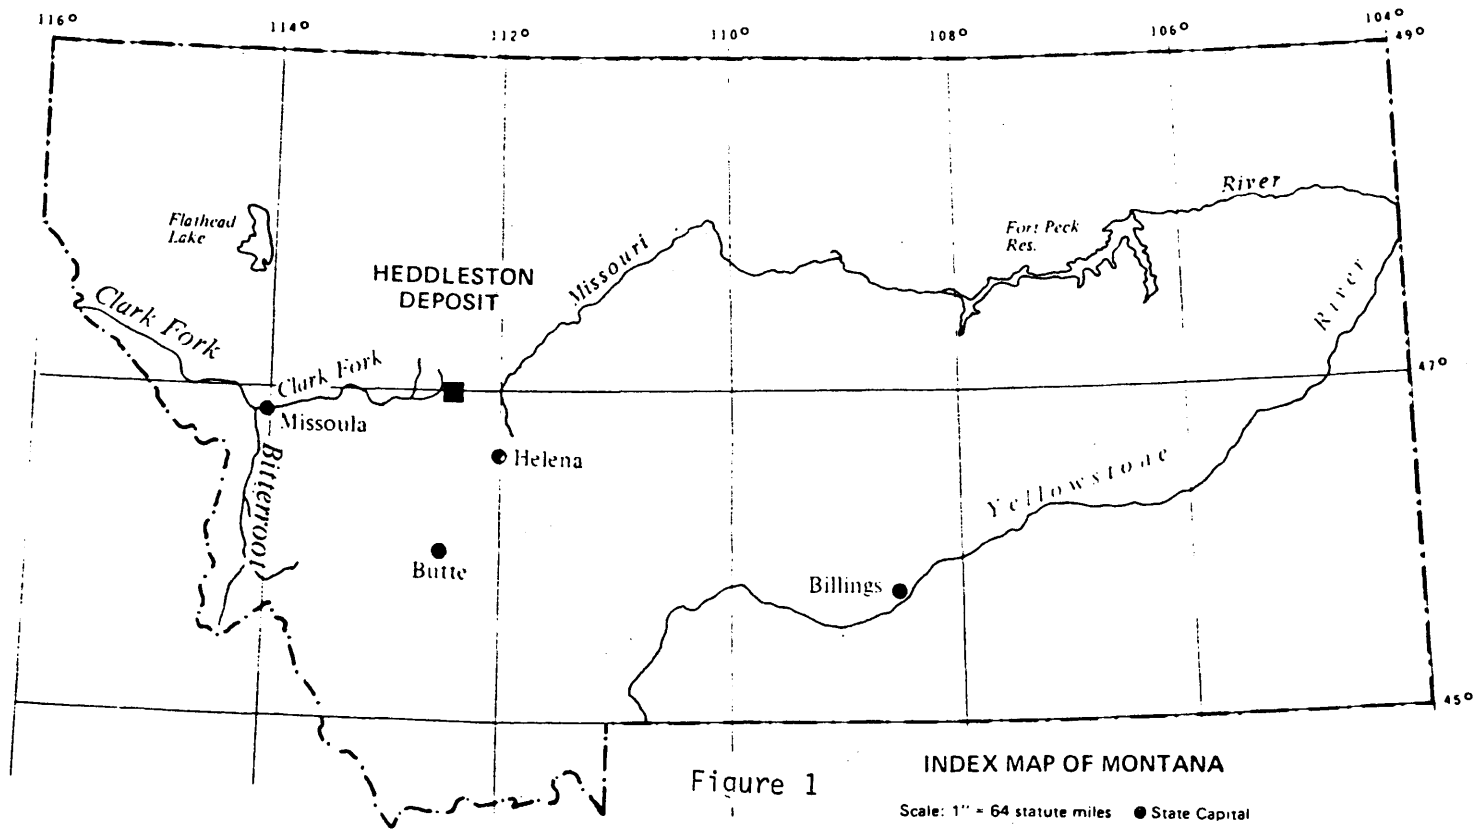 116°
114°
112°
110°
108°
106°
104°
49°
River
Flathead
Lake
Fort Peck
Res.
Missouri
HEDDLESTON
DEPOSIT
River
Clark Fork
Clark Fork
47°
Missoula
Helena
Bitterroot
Yellowstone
Butte
Billings
45°
Figure 1
INDEX MAP OF MONTANA
Scale: 1" = 64 statute miles
State Capital